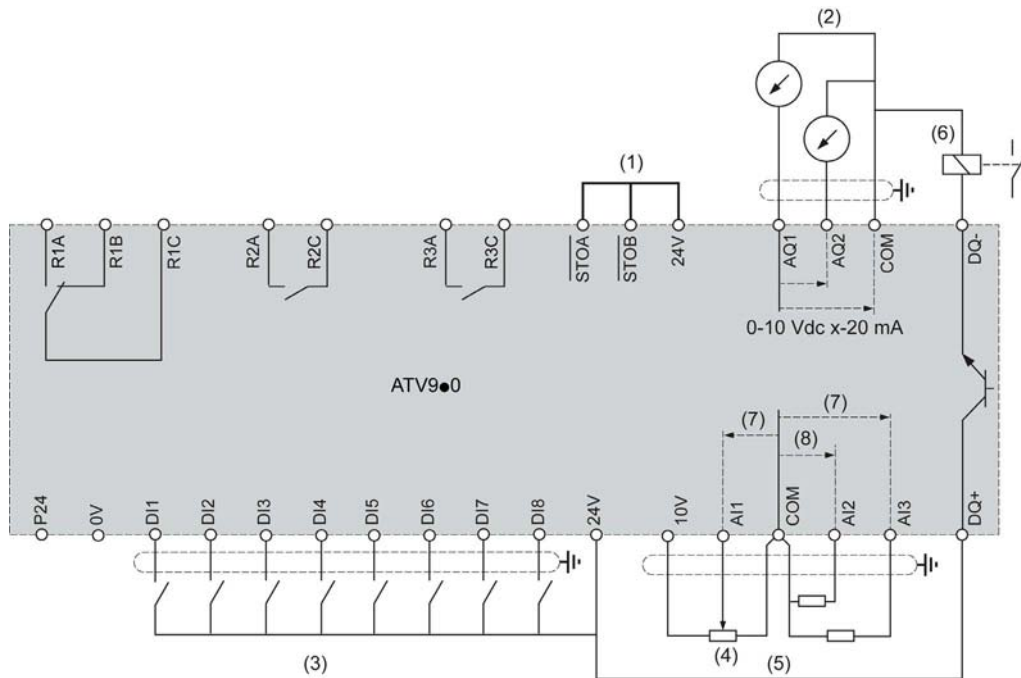 (2)
(6)
(1)
R1A R1B R1C R2A R2C R3A R3C STOA STOB 24V AQ1 AQ2 COM DQ-
0-10 Vdc x-20 mA
ATV9●0
(7)
(7)
(8)
P24 0V DI1 DI2 DI3 DI4 DI5 DI6 DI7 DI8 24V 10V AI1 COM AI2 AI3 DQ+
(3)
(4)
(5)